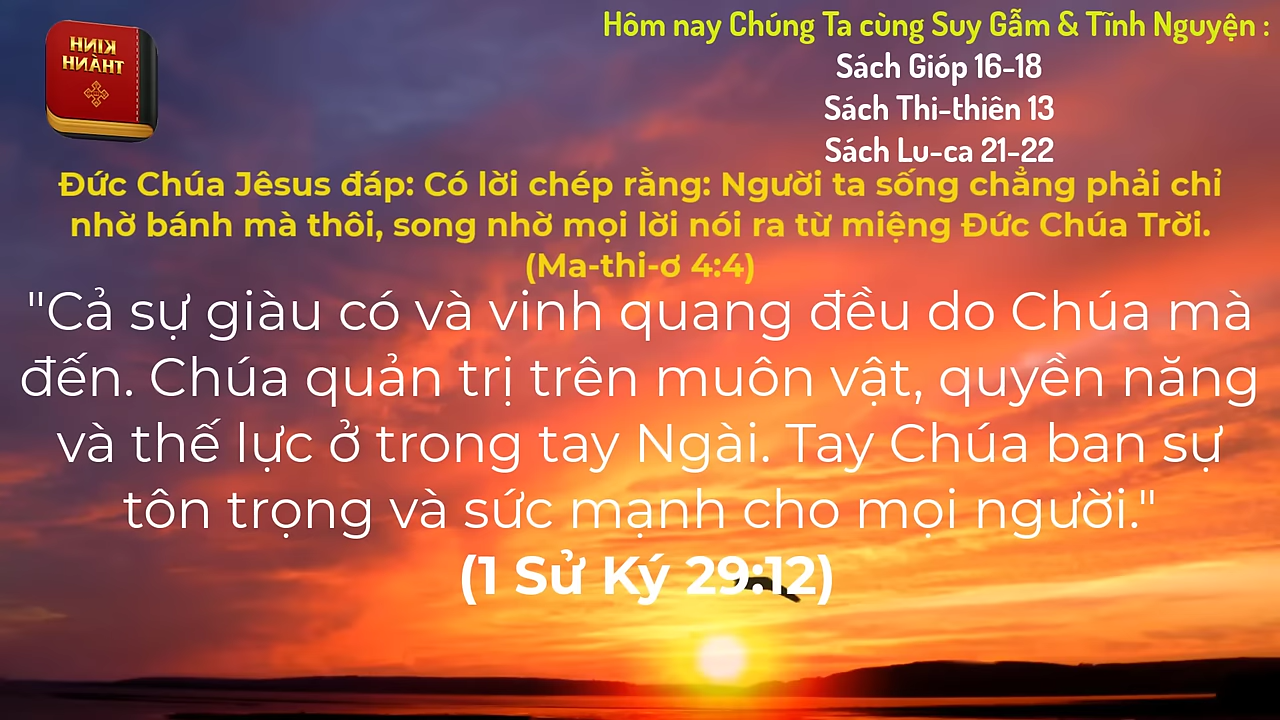 KINH
THÁNH
Hôm nay Chúng Ta cùng Suy Gẫm & Tĩnh Nguyện :
Sách Gióp 16-18
Sách Thi-thiên 13
Sách Lu-ca 21-22
Đức Chúa Jêsus đáp: Có lời chép rằng: Người ta sống chẳng phải chỉ
nhờ bánh mà thôi, song nhờ mọi lời nói ra từ miệng Đức Chúa Trời.
(Ma-thi-ơ 4:4)
"Cả sự giàu có và vinh quang đều do Chúa mà
đến. Chúa quản trị trên muôn vật, quyền năng
và thế lực ở trong tay Ngài. Tay Chúa ban sự
tôn trọng và sức mạnh cho mọi người."
(1 Sử Ký 29:12)